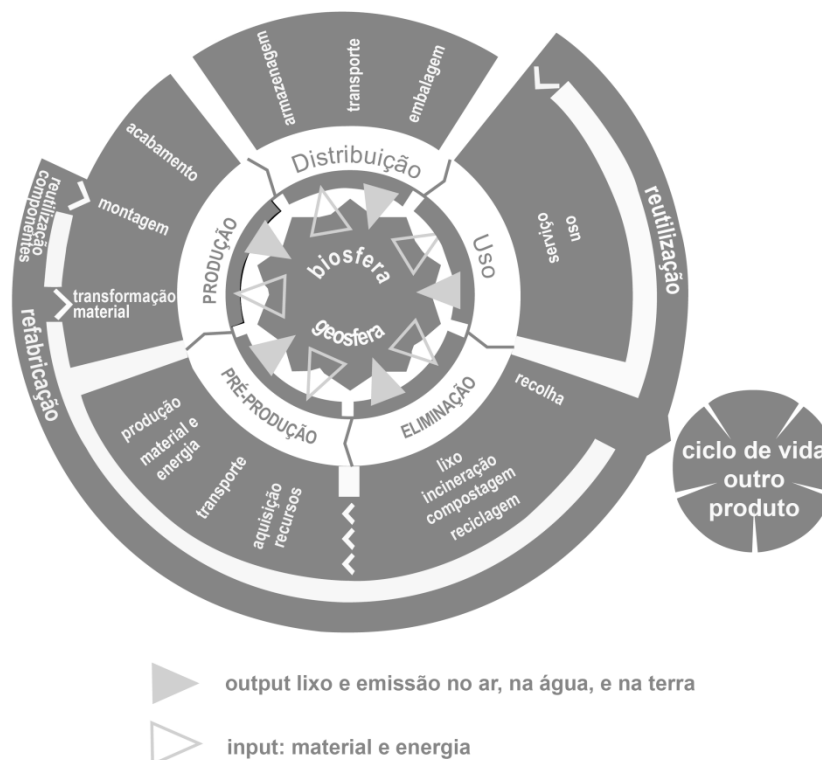 armazenagem
transporte
embalagem
Distribuição
acabamento
montagem
transformação
material
PRODUÇÃO
reutilização
componentes
refabricação
biosfera
geosfera
Uso
uso
serviço
reutilização
PRÉ-PRODUÇÃO
produção
material e
energia
transporte
aquisição
recursos
ELIMINAÇÃO
recolha
lixo
incineração
compostagem
reciclagem
ciclo de vida
outro
produto
output lixo e emissão no ar, na água, e na terra
input: material e energia